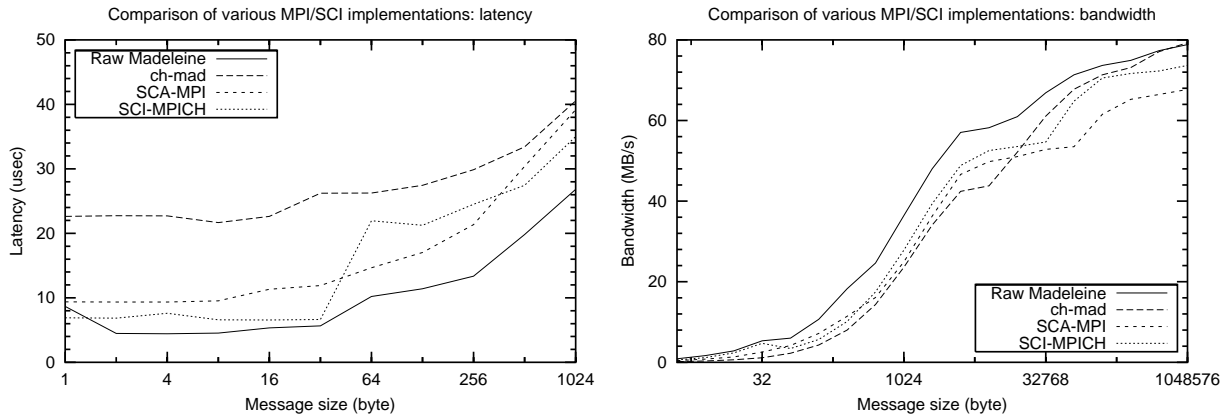 Comparison of various MPI/SCI implementations: latency
50
40
30
20
10
0
Latency (usec)
Raw Madeleine
ch-mad
SCA-MPI
SCI-MPICH
1 4 16 64 256 1024
Message size (byte)
Comparison of various MPI/SCI implementations: bandwidth
80
60
40
20
0
Bandwidth (MB/s)
Raw Madeleine
ch-mad
SCA-MPI
SCI-MPICH
32 1024 32768 1048576
Message size (byte)